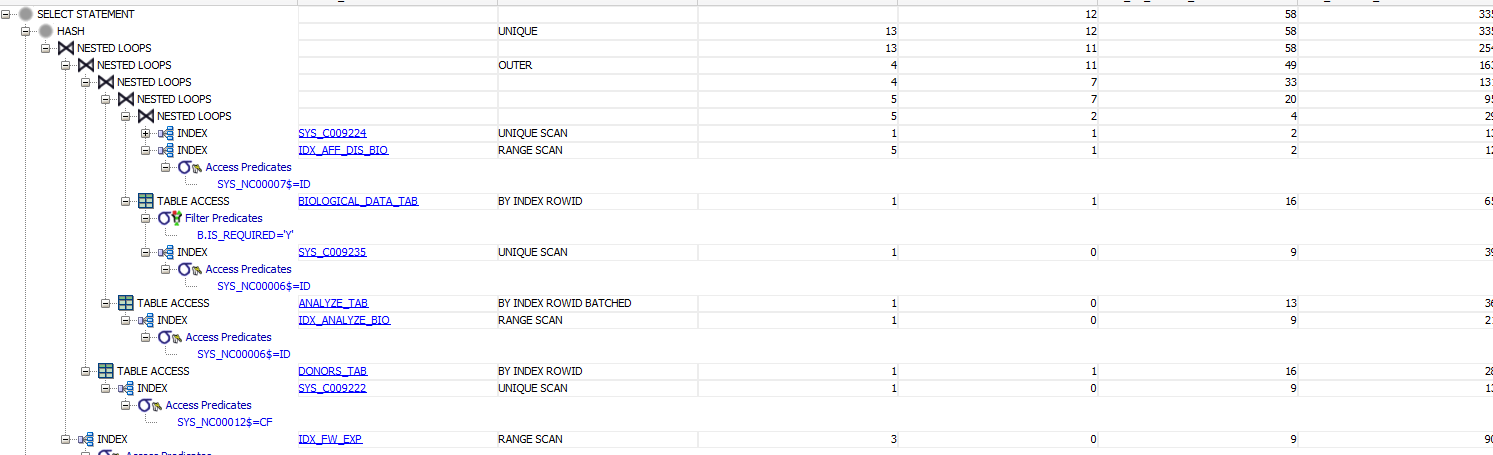 SELECT STATEMENT 12 58 335
HASH UNIQUE 13 12 58 335
NESTED LOOPS 13 11 58 254
NESTED LOOPS OUTER 4 11 49 163
NESTED LOOPS 4 7 33 131
NESTED LOOPS 5 7 20 95
NESTED LOOPS 5 2 4 29
INDEX SYS_C009224 UNIQUE SCAN 1 1 2 13
INDEX IDX_AFF_DIS_BIO RANGE SCAN 5 1 2 12
Access Predicates
SYS_NC00007$=ID
TABLE ACCESS BIOLOGICAL_DATA_TAB BY INDEX ROWID 1 1 16 65
Filter Predicates
B.IS_REQUIRED='Y'
INDEX SYS_C009235 UNIQUE SCAN 1 0 9 39
Access Predicates
SYS_NC00006$=ID
TABLE ACCESS ANALYZE_TAB BY INDEX ROWID BATCHED 1 0 13 36
INDEX IDX_ANALYZE_BIO RANGE SCAN 1 0 9 21
Access Predicates
SYS_NC00006$=ID
TABLE ACCESS DONORS_TAB BY INDEX ROWID 1 1 16 28
INDEX SYS_C009222 UNIQUE SCAN 1 0 9 13
Access Predicates
SYS_NC00012$=CF
INDEX IDX_FW_EXP RANGE SCAN 3 0 9 90
Access Predicates